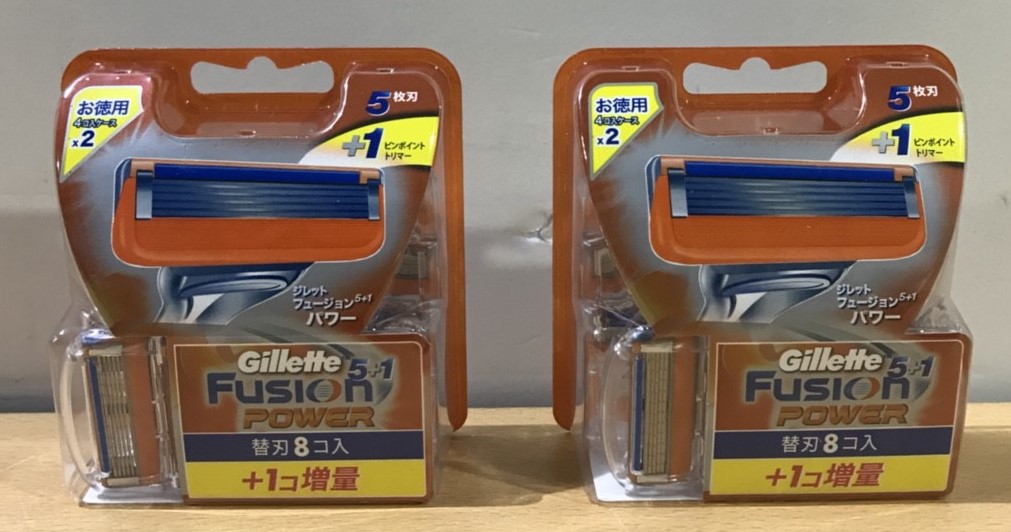 お徳用
4コ入ケース
x2
5枚刃
+1 ピンポイント
トリマー
ジレット
フュージョン5+1
パワー
Gillette
Fusion 5+1
POWER
替刃8コ入
+1コ増量
お徳用
4コ入ケース
x2
5枚刃
+1 ピンポイント
トリマー
ジレット
フュージョン5+1
パワー
Gillette
Fusion 5+1
POWER
替刃8コ入
+1コ増量